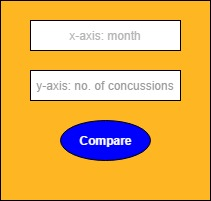 x-axis: month
y-axis: no. of concussions
Compare